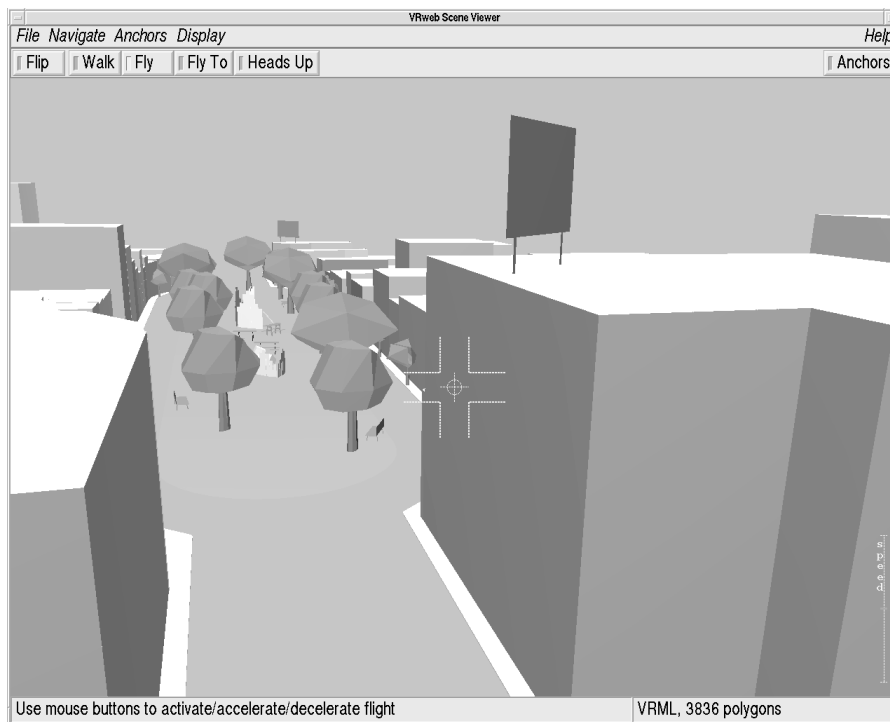 VRweb Scene Viewer
File Navigate Anchors Display Help
Flip Walk Fly Fly To Heads Up Anchors
speed
Use mouse buttons to activate/accelerate/decelerate flight VRML, 3836 polygons